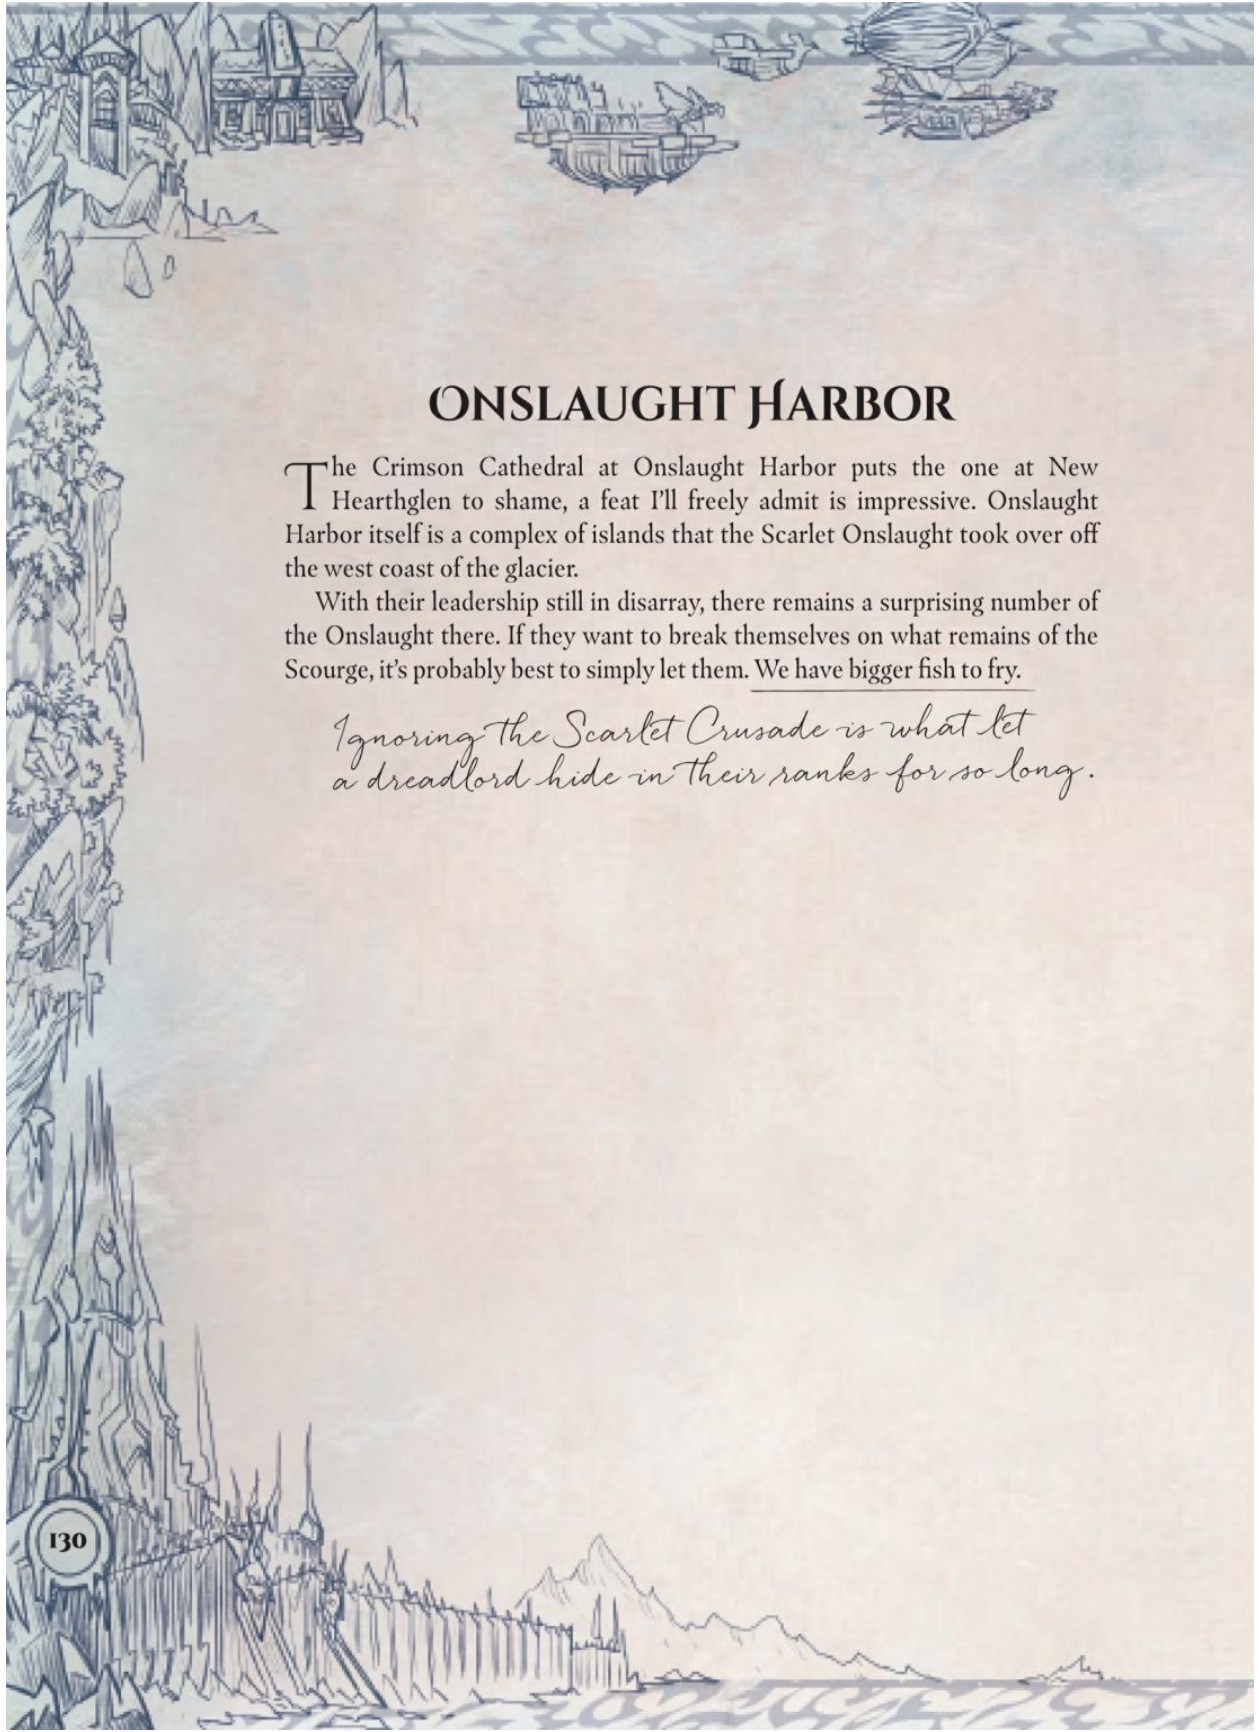 ONSLAUGHT HARBOR
The Crimson Cathedral at Onslaught Harbor puts the one at New
Hearthglen to shame, a feat I'll freely admit is impressive. Onslaught
Harbor itself is a complex of islands that the Scarlet Onslaught took over off
the west coast of the glacier.
With their leadership still in disarray, there remains a surprising number of
the Onslaught there. If they want to break themselves on what remains of the
Scourge, it's probably best to simply let them. We have bigger fish to fry.
Ignoring the Scarlet Crusade is what let
a dreadlord hide in their ranks for so long.
130